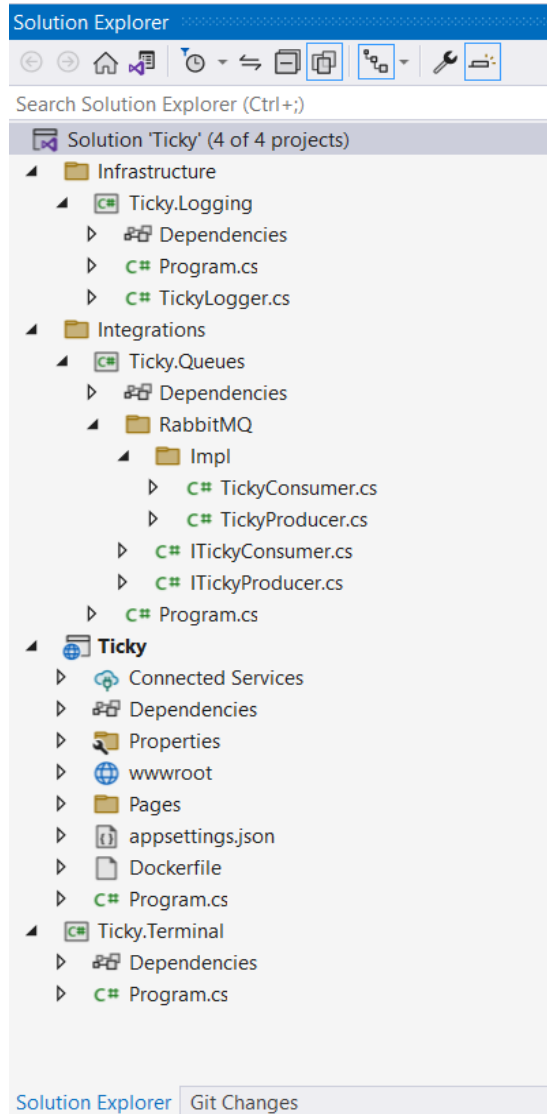 Solution Explorer
Search Solution Explorer (Ctrl+;)
Solution 'Ticky' (4 of 4 projects)
Infrastructure
C# Ticky.Logging
Dependencies
C# Program.cs
C# TickyLogger.cs
Integrations
C# Ticky.Queues
Dependencies
RabbitMQ
Impl
C# TickyConsumer.cs
C# TickyProducer.cs
C# ITickyConsumer.cs
C# ITickyProducer.cs
C# Program.cs
Ticky
Connected Services
Dependencies
Properties
wwwroot
Pages
appsettings.json
Dockerfile
C# Program.cs
C# Ticky.Terminal
Dependencies
C# Program.cs
Solution Explorer Git Changes